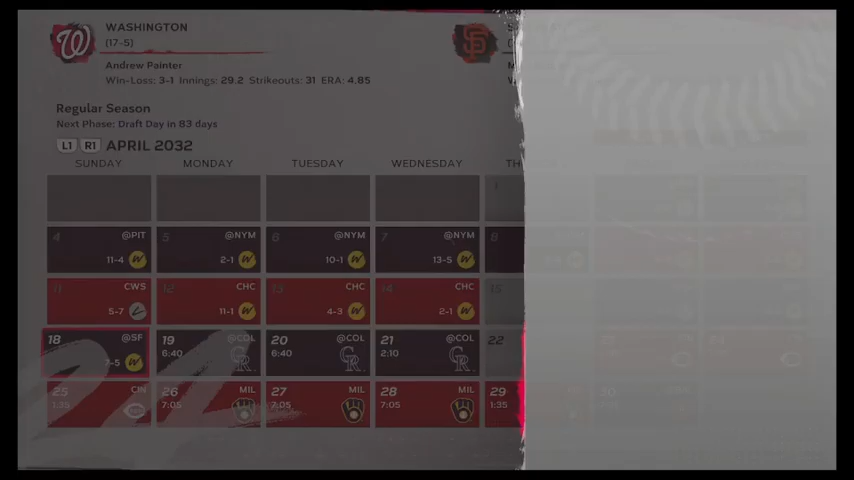 WASHINGTON
(17-5)
Andrew Painter
Win-Loss: 3-1 Innings: 29.2 Strikeouts: 31 ERA: 4.85
Regular Season
Next Phase: Draft Day in 83 days
L1 R1 APRIL 2032
SUNDAY MONDAY TUESDAY WEDNESDAY TH
1
4 @PIT 5 @NYM 6 @NYM 7 @NYM 8
11-4 W 2-1 W 10-1 W 13-5 W
11 CWS 12 CHC 13 CHC 14 CHC 15
5-7 L 11-1 W 4-3 W 2-1 W
18 @SF 19 @COL 20 @COL 21 @COL 22
7-5 W 6:40 6:40 2:10
25 CIN 26 MIL 27 MIL 28 MIL 29
1:35 7:05 7:05 7:05 1:35